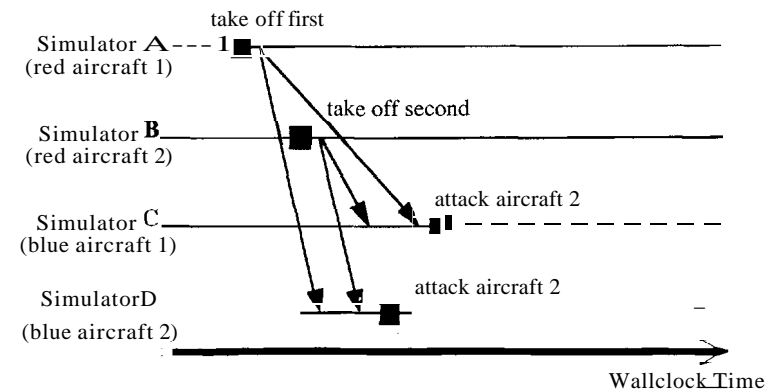 take off first
Simulator A
1
(red aircraft 1)
take off second
Simulator B
(red aircraft 2)
attack aircraft 2
Simulator C
(blue aircraft 1)
attack aircraft 2
SimulatorD
(blue aircraft 2)
Wallclock Time